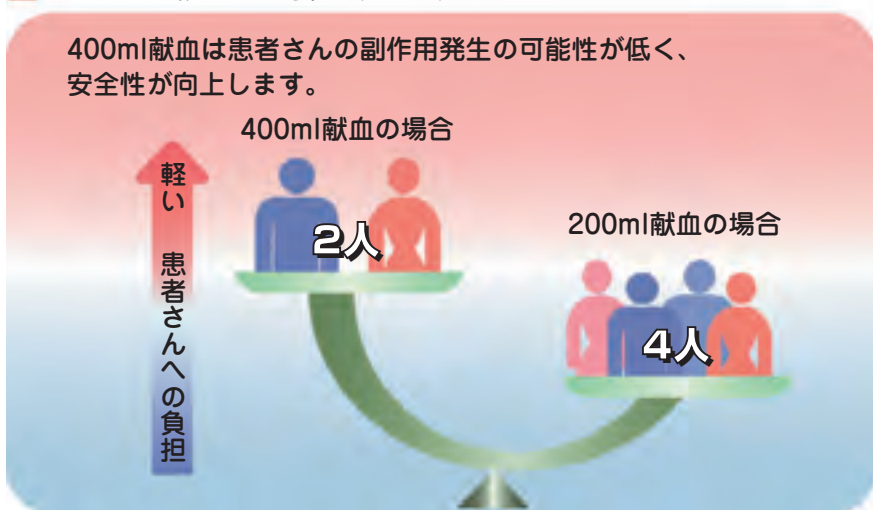 400ml献血は患者さんの副作用発生の可能性が低く、
安全性が向上します。
400ml献血の場合
軽い 患者さんへの負担
2人
200ml献血の場合
4人